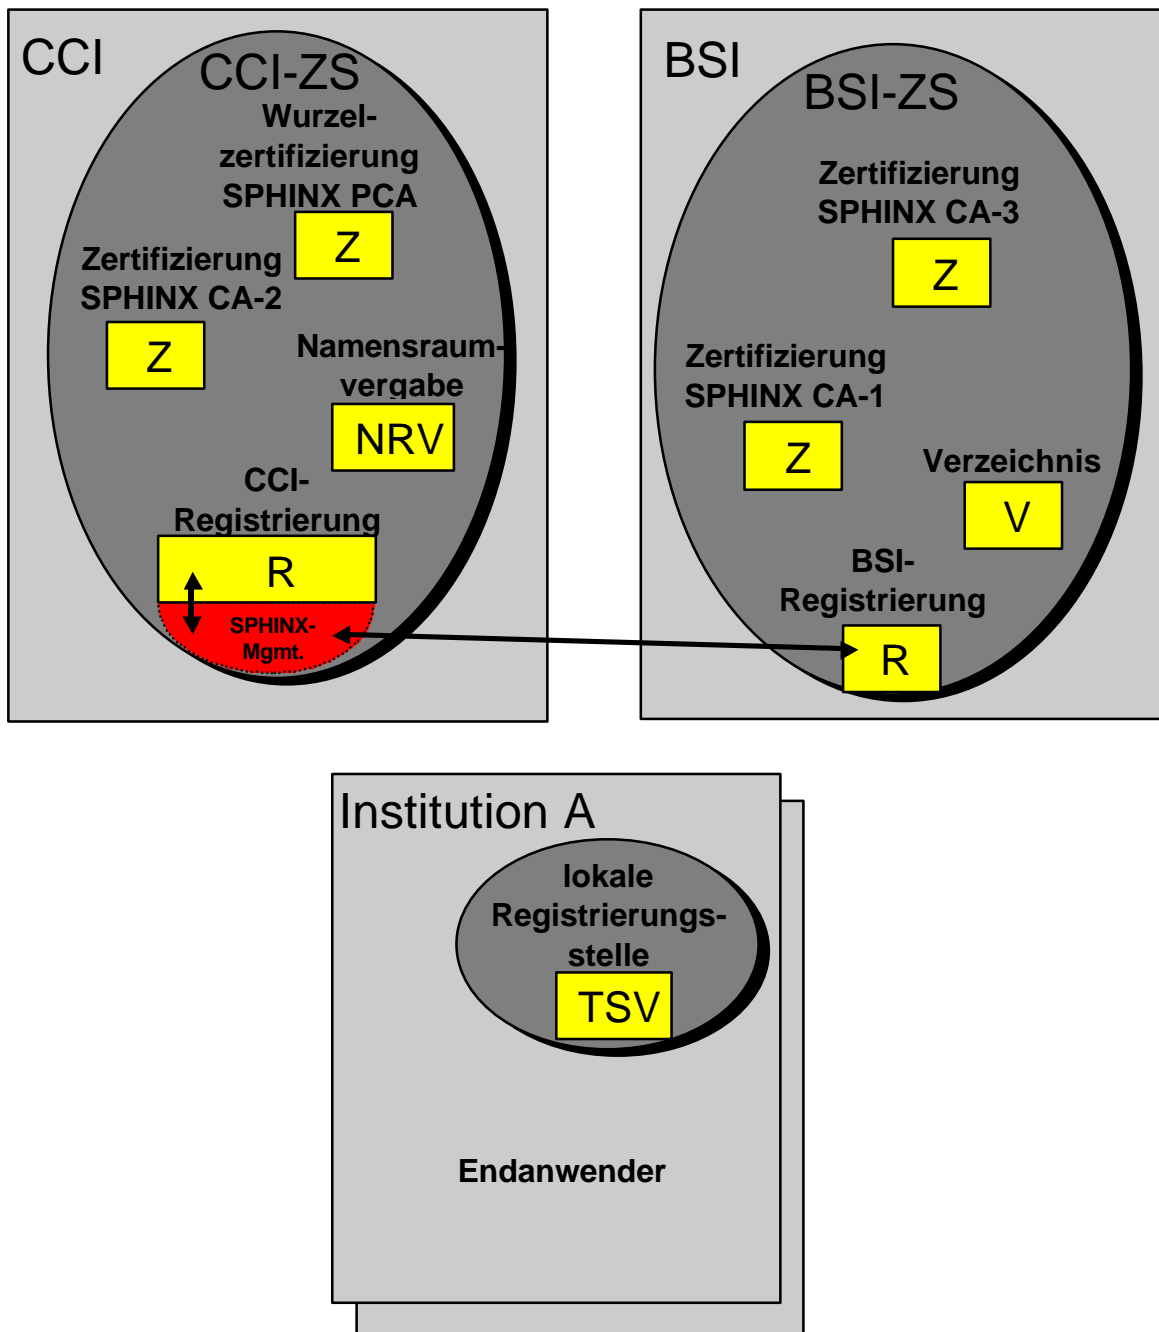 CCI
CCI-ZS
Wurzel-
zertifizierung
SPHINX PCA
Z
Zertifizierung
SPHINX CA-2
Z
Namensraum-
vergabe
NRV
CCI-
Registrierung
R
SPHINX-
Mgmt.
BSI
BSI-ZS
Zertifizierung
SPHINX CA-3
Z
Zertifizierung
SPHINX CA-1
Z
Verzeichnis
V
BSI-
Registrierung
R
Institution A
lokale
Registrierungs-
stelle
TSV
Endanwender